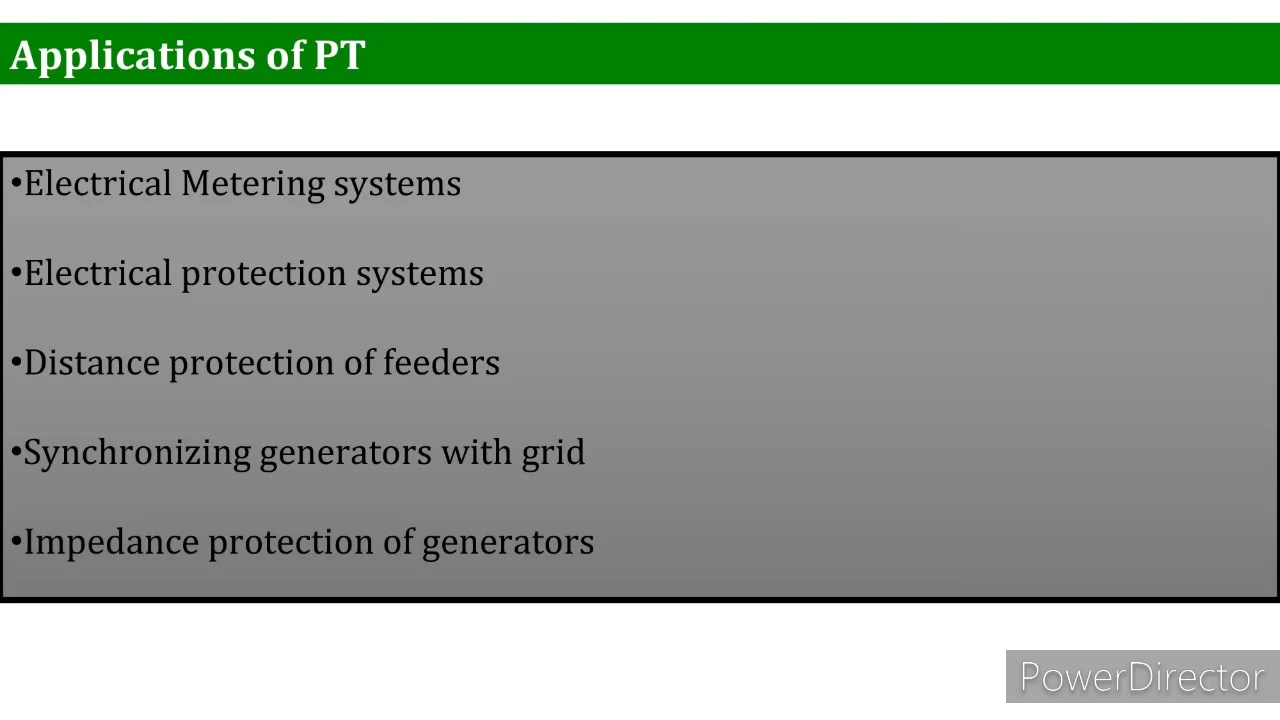 Applications of PT
•Electrical Metering systems
•Electrical protection systems
•Distance protection of feeders
•Synchronizing generators with grid
•Impedance protection of generators
PowerDirector